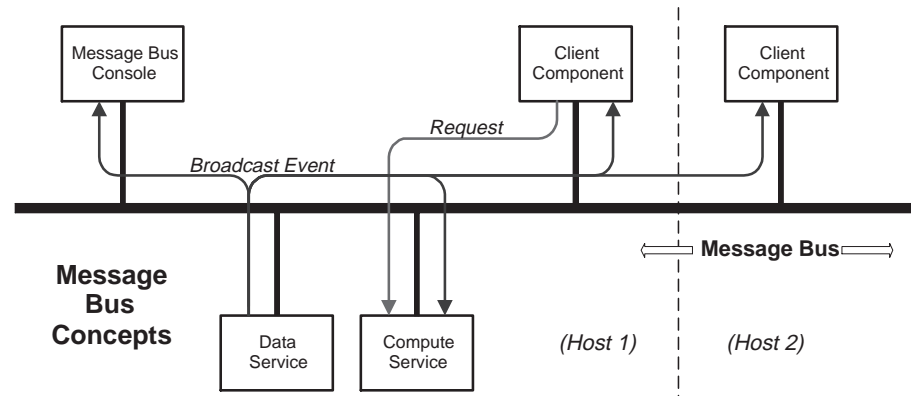 Message Bus
Console
Client
Component
Client
Component
Request
Broadcast Event
Message Bus
Message
Bus
Concepts
Data
Service
Compute
Service
(Host 1)
(Host 2)